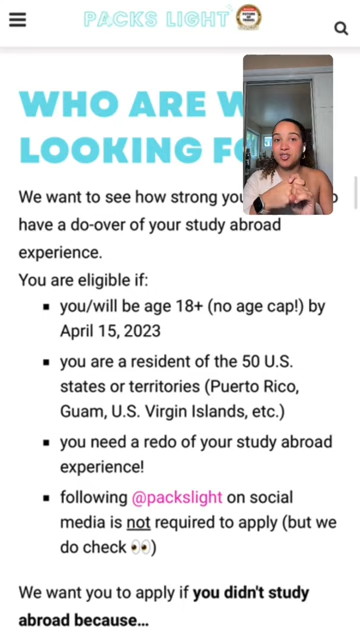 PACKS LIGHT
WHO ARE W
LOOKING FO
We want to see how strong you
have a do-over of your study abroad
experience.
You are eligible if:
▪ you/will be age 18+ (no age cap!) by
April 15, 2023
▪ you are a resident of the 50 U.S.
states or territories (Puerto Rico,
Guam, U.S. Virgin Islands, etc.)
▪ you need a redo of your study abroad
experience!
▪ following @packslight on social
media is not required to apply (but we
do check 👀)
We want you to apply if you didn't study
abroad because...